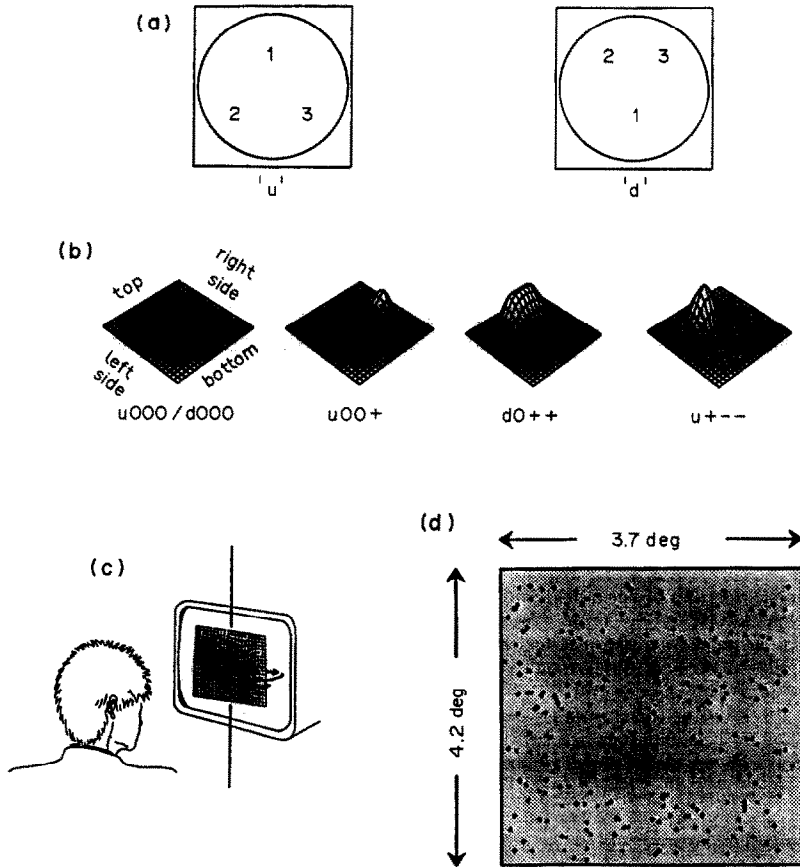 (a)
1
2 3
'u'
2 3
1
'd'
(b)
top
right side
left side
bottom
u000/d000
u00+
d0++
u+--
(c)
(d)
3.7 deg
4.2 deg